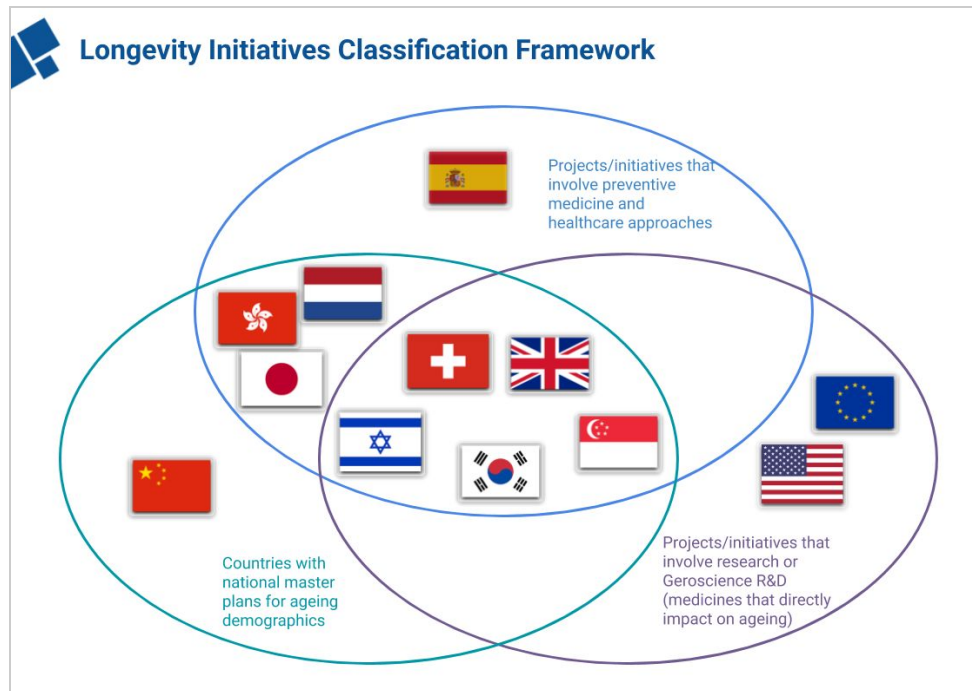 Longevity Initiatives Classification Framework
Projects/initiatives that
involve preventive
medicine and
healthcare approaches
Countries with
national master
plans for ageing
demographics
Projects/initiatives that
involve research or
Geroscience R&D
(medicines that directly
impact on ageing)